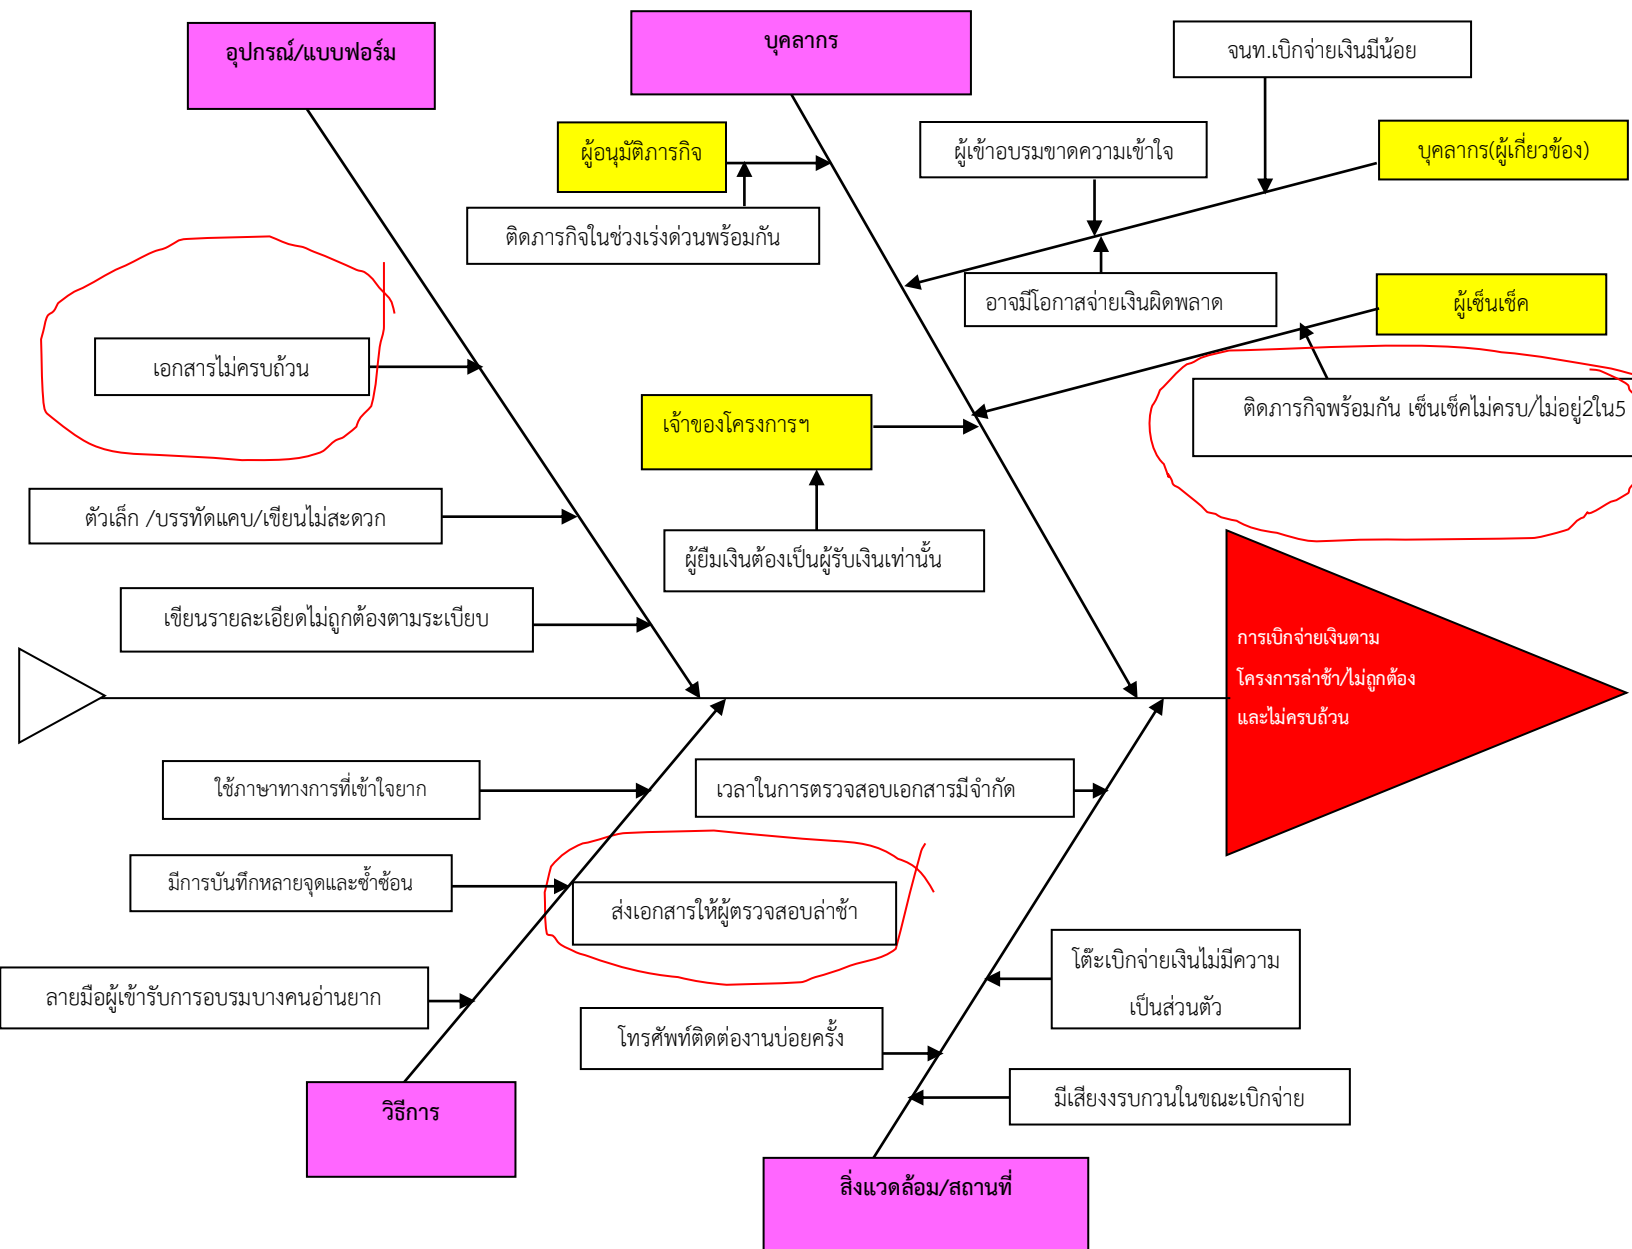 อุปกรณ์/แบบฟอร์ม
บุคลากร
จนท.เบิกจ่ายเงินมีน้อย
ผู้อนุมัติภารกิจ
ผู้เข้าอบรมขาดความเข้าใจ
บุคลากร(ผู้เกี่ยวข้อง)
ติดภารกิจในช่วงเร่งด่วนพร้อมกัน
อาจมีโอกาสจ่ายเงินผิดพลาด
ผู้เซ็นเช็ค
เอกสารไม่ครบถ้วน
เจ้าของโครงการฯ
ติดภารกิจพร้อมกัน เซ็นเช็คไม่ครบ/ไม่อยู่2ใน5
ตัวเล็ก /บรรทัดแคบ/เขียนไม่สะดวก
ผู้ยืมเงินต้องเป็นผู้รับเงินเท่านั้น
เขียนรายละเอียดไม่ถูกต้องตามระเบียบ
การเบิกจ่ายเงินตาม
โครงการล่าช้า/ไม่ถูกต้อง
และไม่ครบถ้วน
ใช้ภาษาทางการที่เข้าใจยาก
เวลาในการตรวจสอบเอกสารมีจำกัด
มีการบันทึกหลายจุดและซ้ำซ้อน
ส่งเอกสารให้ผู้ตรวจสอบล่าช้า
โต๊ะเบิกจ่ายเงินไม่มีความ
เป็นส่วนตัว
ลายมือผู้เข้ารับการอบรมบางคนอ่านยาก
โทรศัพท์ติดต่องานบ่อยครั้ง
มีเสียงงรบกวนในขณะเบิกจ่าย
วิธีการ
สิ่งแวดล้อม/สถานที่